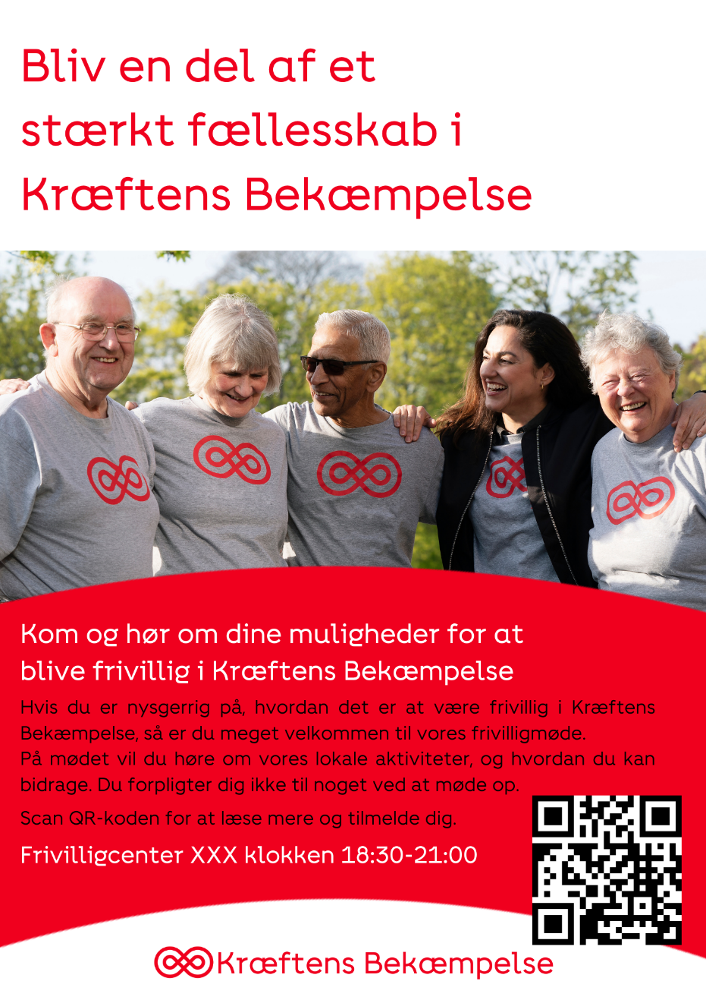 Bliv en del af et
stærkt fællesskab i
Kræftens Bekæmpelse
Kom og hør om dine muligheder for at
blive frivillig i Kræftens Bekæmpelse
Hvis du er nysgerrig på, hvordan det er at være frivillig i Kræftens
Bekæmpelse, så er du meget velkommen til vores frivilligmøde.
På mødet vil du høre om vores lokale aktiviteter, og hvordan du kan
bidrage. Du forpligter dig ikke til noget ved at møde op.
Scan QR-koden for at læse mere og tilmelde dig.
Frivilligcenter XXX klokken 18:30-21:00
Kræftens Bekæmpelse